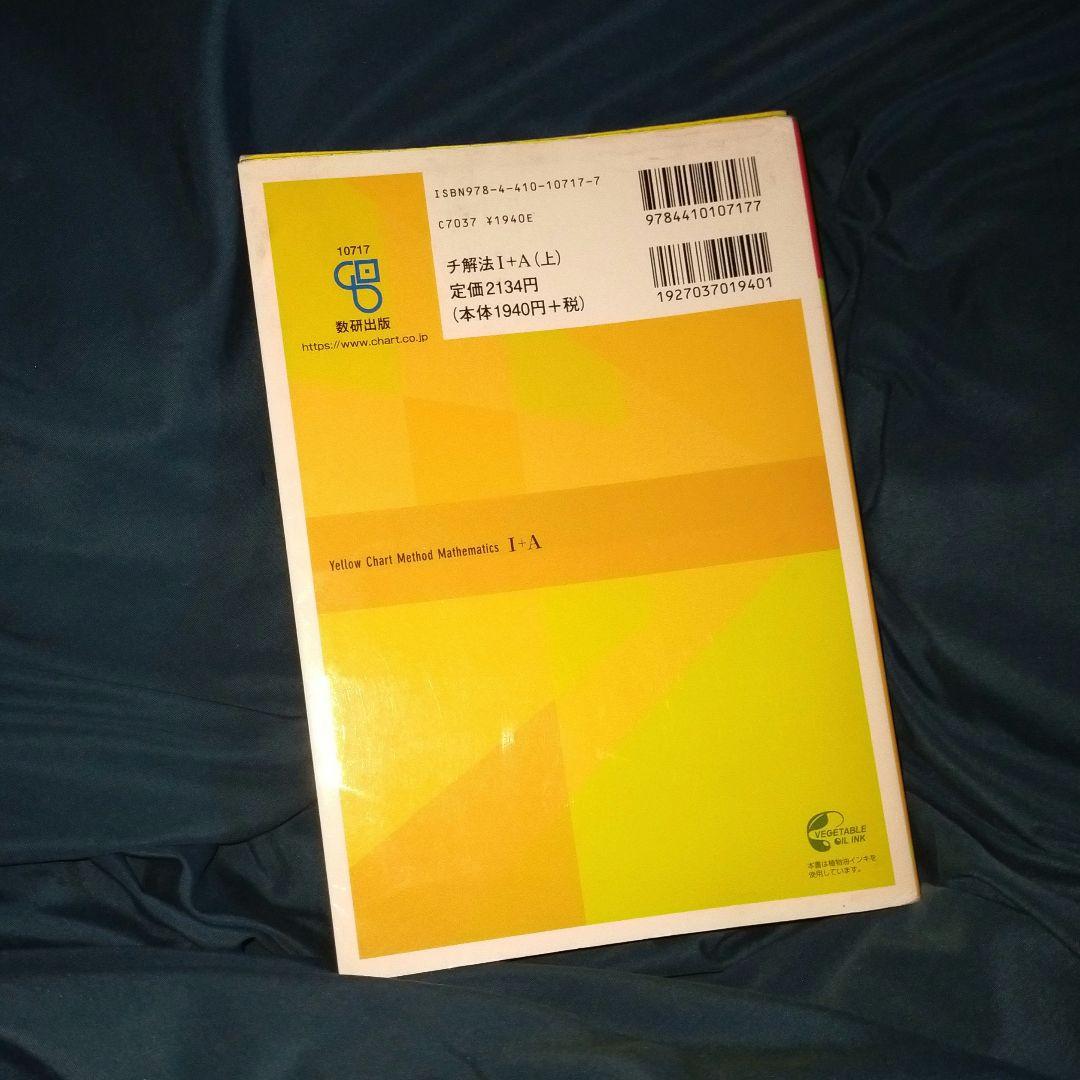 ISBN978-4-410-10717-7
C7037 ¥1940E
チ解法I+A(上)
定価2134円
(本体1940円+税)
9784410107177
1927037019401
10717
数研出版
https://www.chart.co.jp
Yellow Chart Method Mathematics I+A
VEGETABLE
OIL INK
本書は植物油インキを
使用しています。